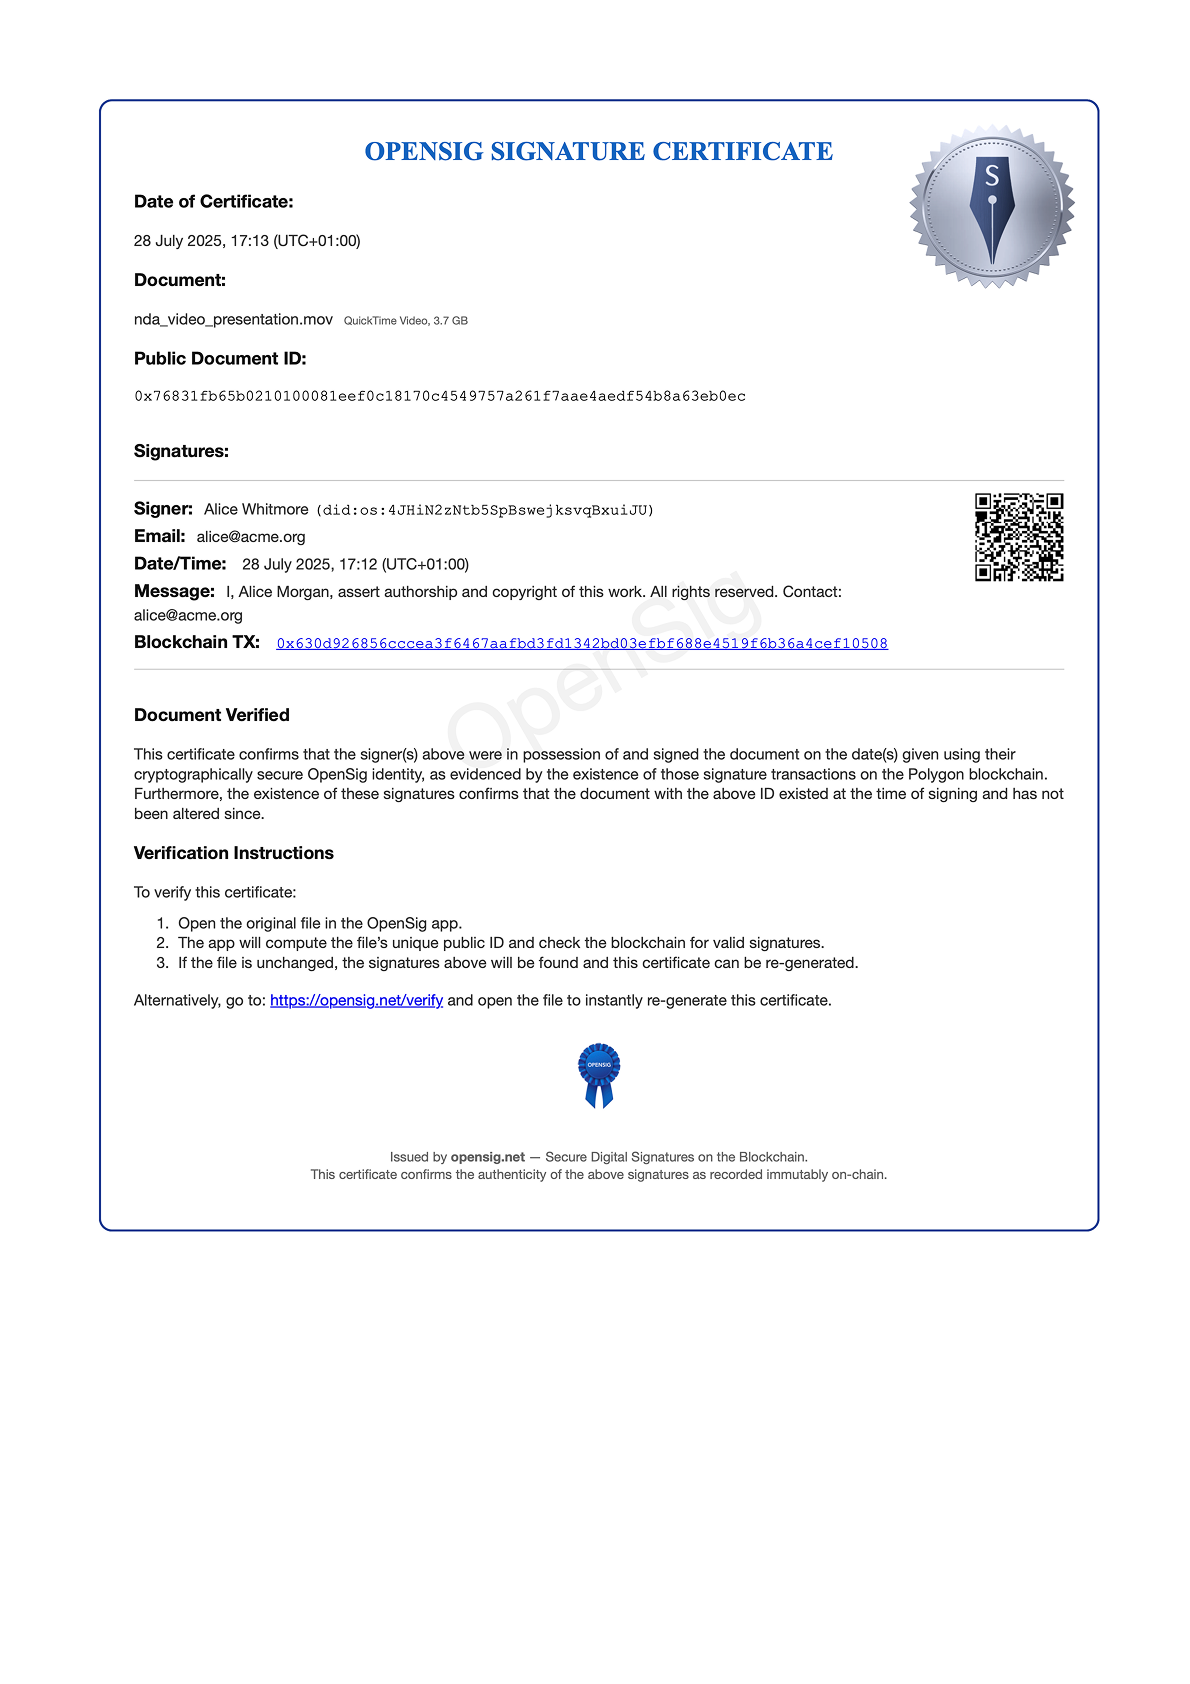 OPENSIG SIGNATURE CERTIFICATE
S
Date of Certificate:
28 July 2025, 17:13 (UTC+01:00)
Document:
nda_video_presentation.mov QuickTime Video, 3.7 GB
Public Document ID:
0x76831fb65b0210100081eef0c18170c4549757a261f7aae4aedf54b8a63eb0ec
Signatures:
Signer: Alice Whitmore (did:os:4JHiN2zNtb5SpBswejksvqBxuiJU)
Email: alice@acme.org
Date/Time: 28 July 2025, 17:12 (UTC+01:00)
Message: I, Alice Morgan, assert authorship and copyright of this work. All rights reserved. Contact:
alice@acme.org
Blockchain TX: 0x630d926856cccea3f6467aafbd3fd1342bd03efbf688e4519f6b36a4cef10508
OpenSig
Document Verified
This certificate confirms that the signer(s) above were in possession of and signed the document on the date(s) given using their
cryptographically secure OpenSig identity, as evidenced by the existence of those signature transactions on the Polygon blockchain.
Furthermore, the existence of these signatures confirms that the document with the above ID existed at the time of signing and has not
been altered since.
Verification Instructions
To verify this certificate:
1. Open the original file in the OpenSig app.
2. The app will compute the file’s unique public ID and check the blockchain for valid signatures.
3. If the file is unchanged, the signatures above will be found and this certificate can be re-generated.
Alternatively, go to: https://opensig.net/verify and open the file to instantly re-generate this certificate.
OPENSIG
Issued by opensig.net — Secure Digital Signatures on the Blockchain.
This certificate confirms the authenticity of the above signatures as recorded immutably on-chain.